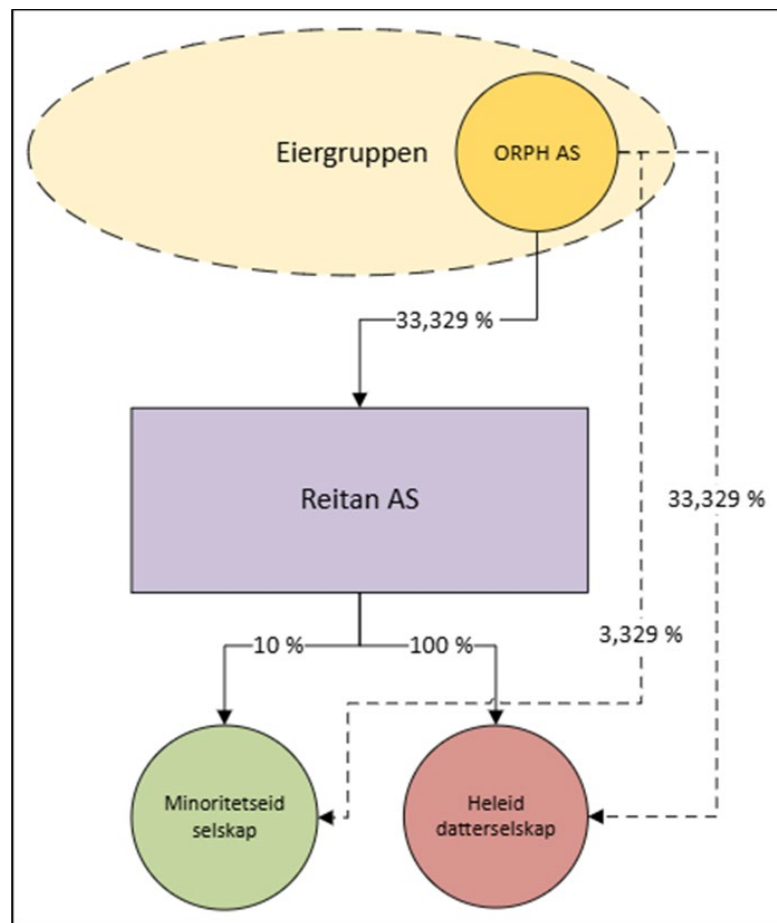 Eiergruppen
ORPH AS
33,329 %
Reitan AS
33,329 %
3,329 %
10 %
100 %
Minoritetseid
selskap
Heleid
datterselskap